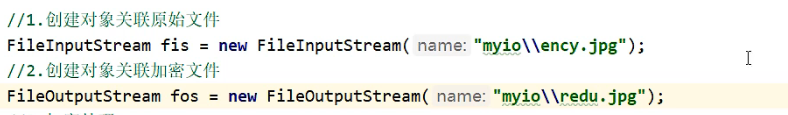 //1.创建对象关联原始文件
FileInputStream fis = new FileInputStream( name: "myio\\ency.jpg");
//2.创建对象关联加密文件
FileOutputStream fos = new FileOutputStream( name: "myio\\redu.jpg");